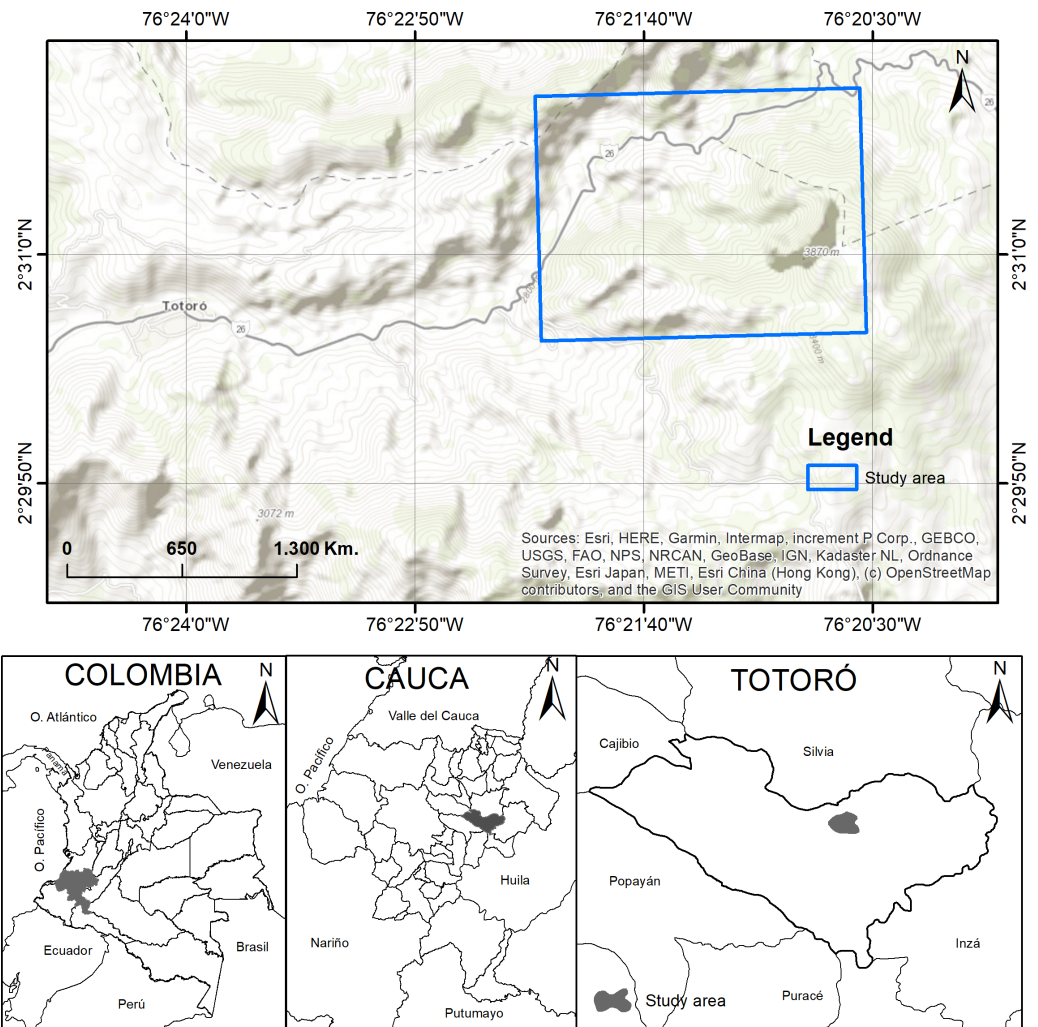 76°24'0"W
76°22'50"W
76°21'40"W
76°20'30"W
N
26
26
2°31'0"N
2°31'0"N
3870 m
Totoró
26
3400 m
Legend
Study area
2°29'50"N
2°29'50"N
3072 m
0
650
1.300 Km.
Sources: Esri, HERE, Garmin, Intermap, increment P Corp., GEBCO,
USGS, FAO, NPS, NRCAN, GeoBase, IGN, Kadaster NL, Ordnance
Survey, Esri Japan, METI, Esri China (Hong Kong), (c) OpenStreetMap
contributors, and the GIS User Community
76°24'0"W
76°22'50"W
76°21'40"W
76°20'30"W
COLOMBIA
N
O. Atlántico
Panamá
Venezuela
O. Pacífico
Ecuador
Brasil
Perú
CAUCA
N
Valle del Cauca
O. Pacífico
Huila
Nariño
Putumayo
TOTORÓ
N
Cajibio
Silvia
Popayán
Inzá
Puracé
Study area